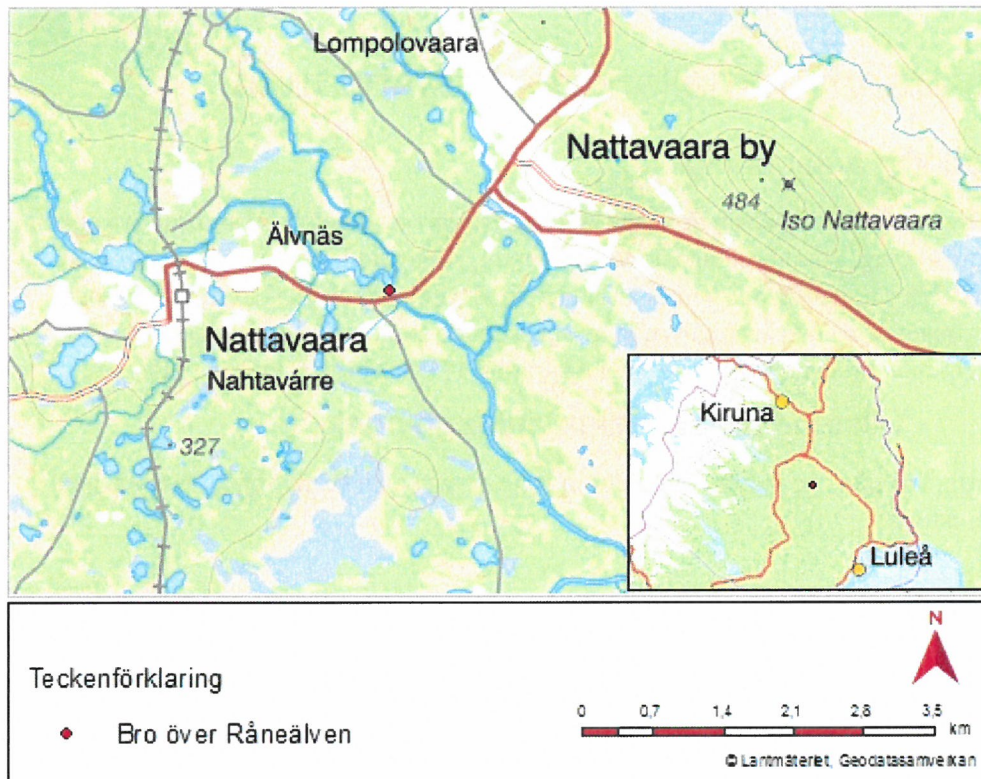 Lompolovaara
Nattavaara by
484
Iso Nattavaara
Älvnäs
Nattavaara
Nahtavárre
327
Kiruna
Luleå
N
Teckenförklaring
Bro över Råneälven
0 0,7 1,4 2,1 2,8 3,5
km
© Lantmäteriet, Geodatasamverkan